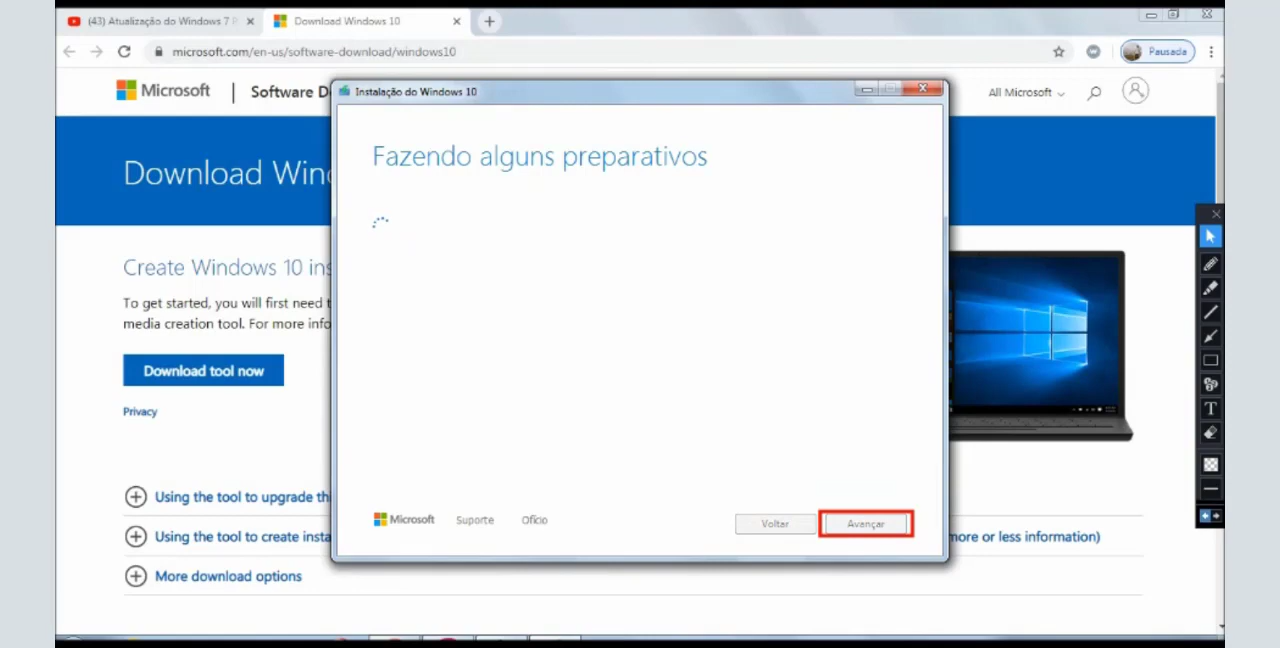 (43) Atualização do Windows 7 P
Download Windows 10
microsoft.com/en-us/software-download/windows10
Pausada
Microsoft
Software D
All Microsoft
Instalação do Windows 10
Fazendo alguns preparativos
Download Wind
Create Windows 10 ins
To get started, you will first need t
media creation tool. For more info
Download tool now
Privacy
Using the tool to upgrade th
Microsoft
Suporte
Ofício
Voltar
Avançar
Using the tool to create insta
more or less information)
More download options
T